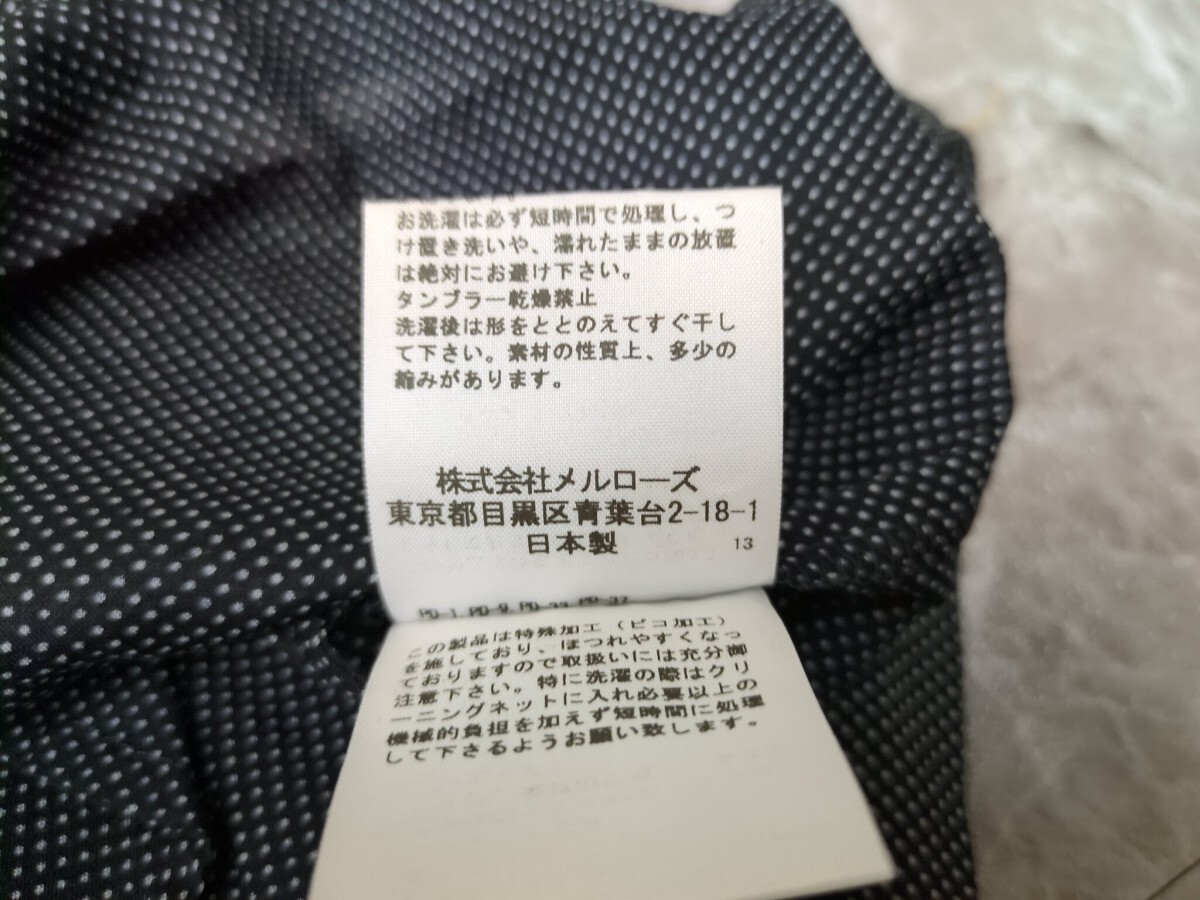 お洗濯は必ず短時間で処理し、つ
け置き洗いや、濡れたままの放置
は絶対にお避け下さい。
タンブラー乾燥禁止
洗濯後は形をととのえてすぐ干し
て下さい。素材の性質上、多少の
縮みがあります。
株式会社メルローズ
東京都目黒区青葉台2-18-1
日本製 13
PD-1 PD-9 PD-33 PD-37
この製品は特殊加工（ピコ加工）
を施しており、ほつれやすくなっ
ておりますので取扱いには充分御
注意下さい。特に洗濯の際はクリ
ーニングネットに入れ必要以上の
機械的負担を加えず短時間に処理
して下さるようお願い致します。